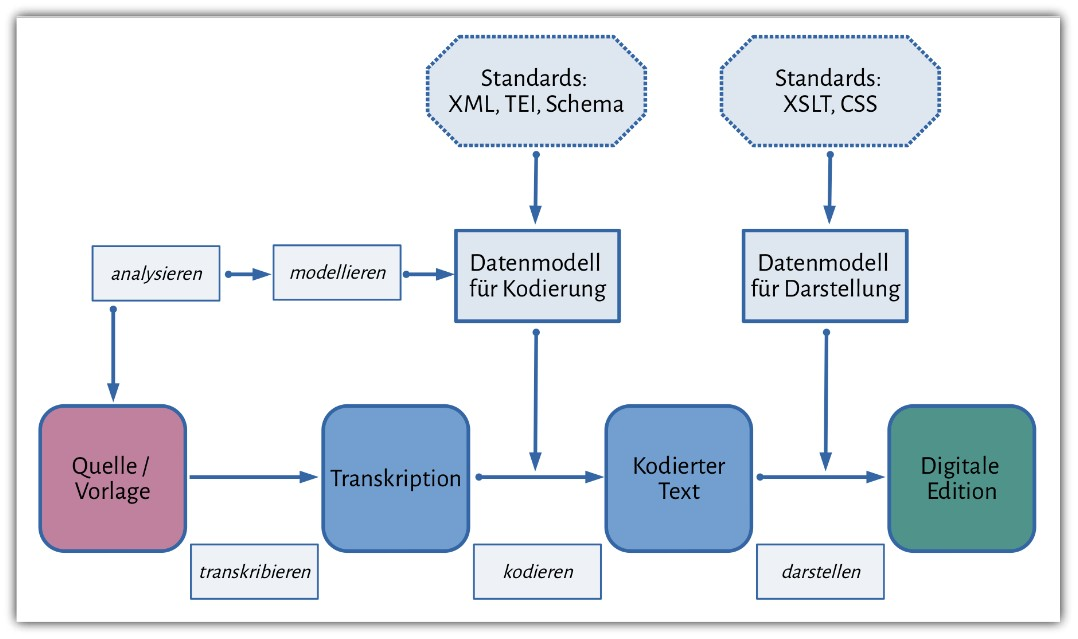 Standards:
XML, TEI, Schema
Standards:
XSLT, CSS
analysieren
modellieren
Datenmodell
für Kodierung
Datenmodell
für Darstellung
Quelle /
Vorlage
Transkription
Kodierter
Text
Digitale
Edition
transkribieren
kodieren
darstellen